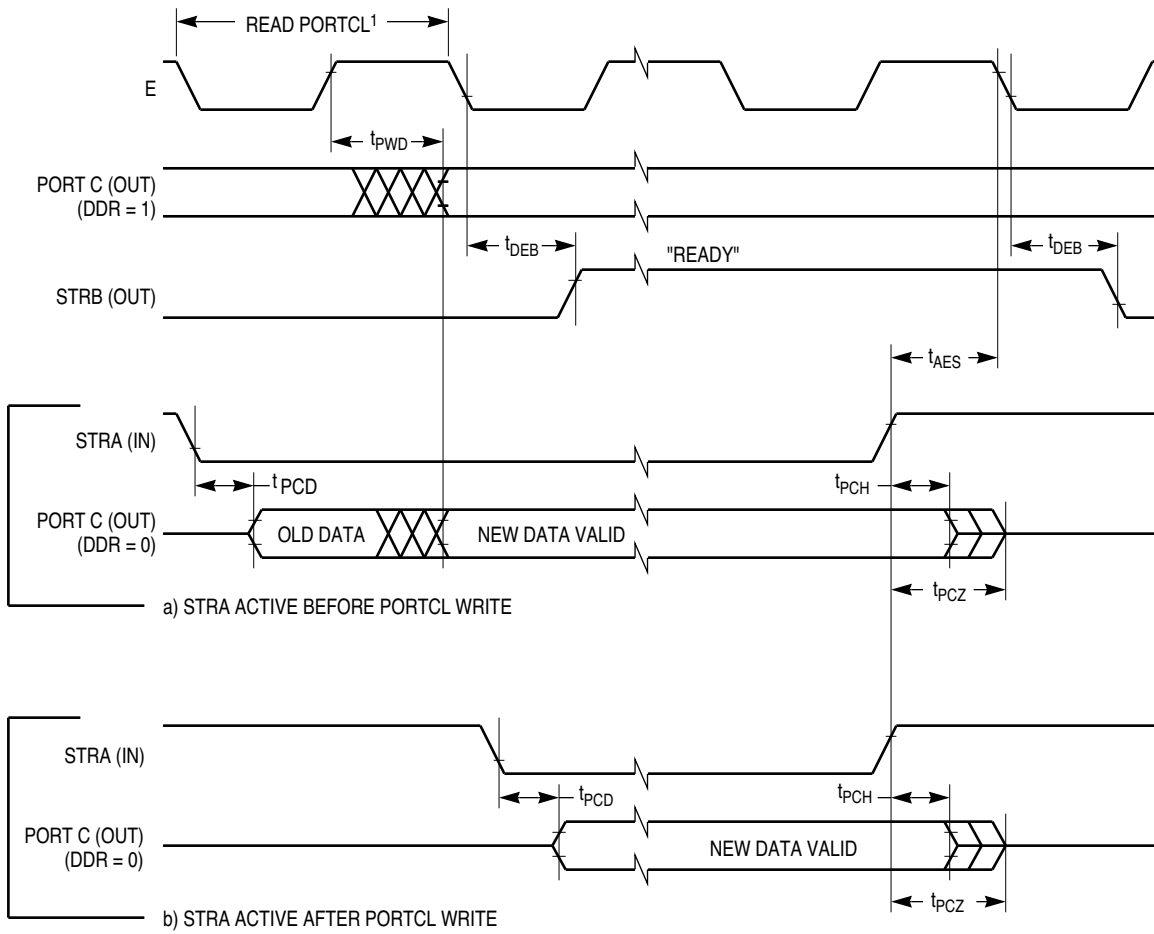 READ PORTCL1
E
tPWD
PORT C (OUT)
(DDR = 1)
tDEB
"READY"
tDEB
STRB (OUT)
tAES
STRA (IN)
tPCD
tPCH
PORT C (OUT)
(DDR = 0)
OLD DATA
NEW DATA VALID
tPCZ
a) STRA ACTIVE BEFORE PORTCL WRITE
STRA (IN)
tPCD
tPCH
PORT C (OUT)
(DDR = 0)
NEW DATA VALID
tPCZ
b) STRA ACTIVE AFTER PORTCL WRITE